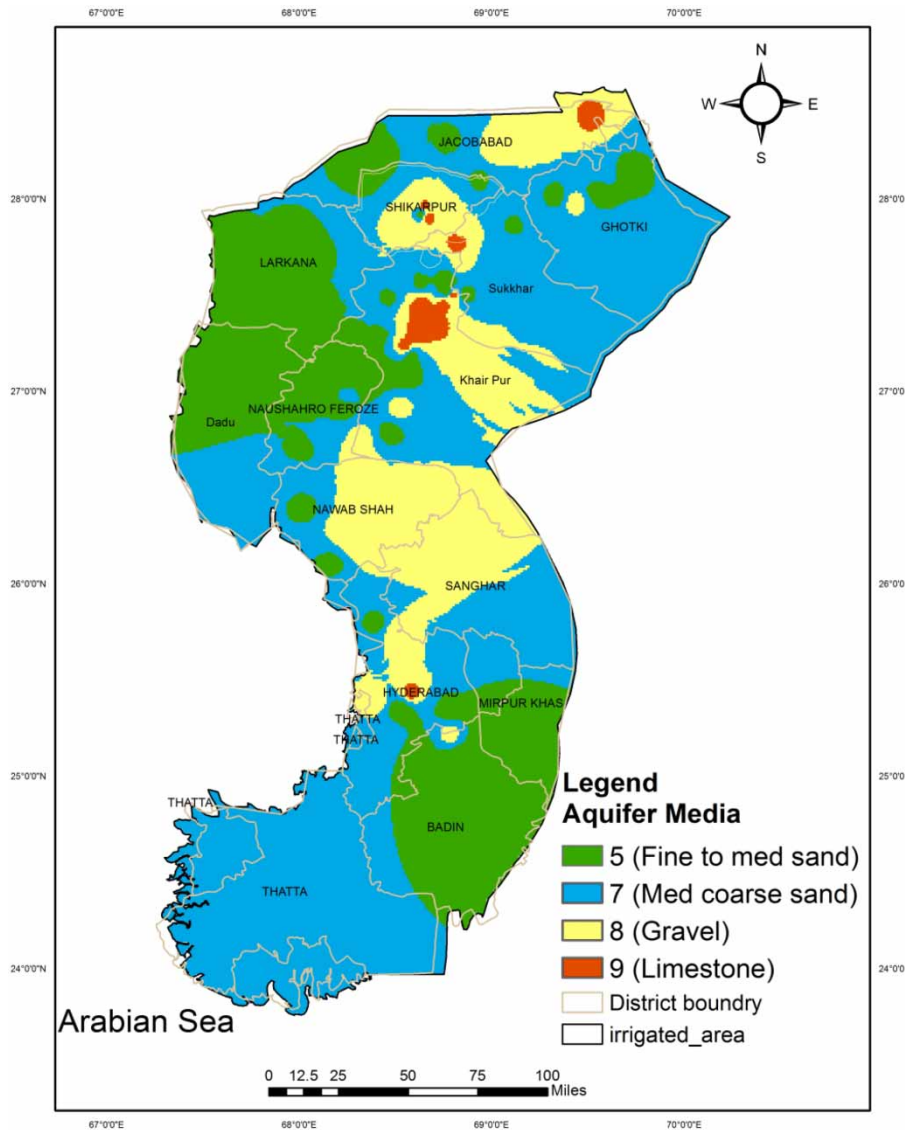 67°0'0"E 68°0'0"E 69°0'0"E 70°0'0"E
N
W E
S
JACOBABAD
28°0'0"N 28°0'0"N
SHIKARPUR
GHOTKI
LARKANA
Sukkhar
27°0'0"N 27°0'0"N
Khair Pur
NAUSHAHRO FEROZE
Dadu
NAWAB SHAH
26°0'0"N 26°0'0"N
SANGHAR
HYDERABAD
MIRPUR KHAS
THATTA
THATTA
25°0'0"N 25°0'0"N
THATTA
BADIN
THATTA
24°0'0"N 24°0'0"N
Arabian Sea
Legend
Aquifer Media
5 (Fine to med sand)
7 (Med coarse sand)
8 (Gravel)
9 (Limestone)
District boundry
irrigated_area
0 12.5 25 50 75 100
Miles
67°0'0"E 68°0'0"E 69°0'0"E 70°0'0"E